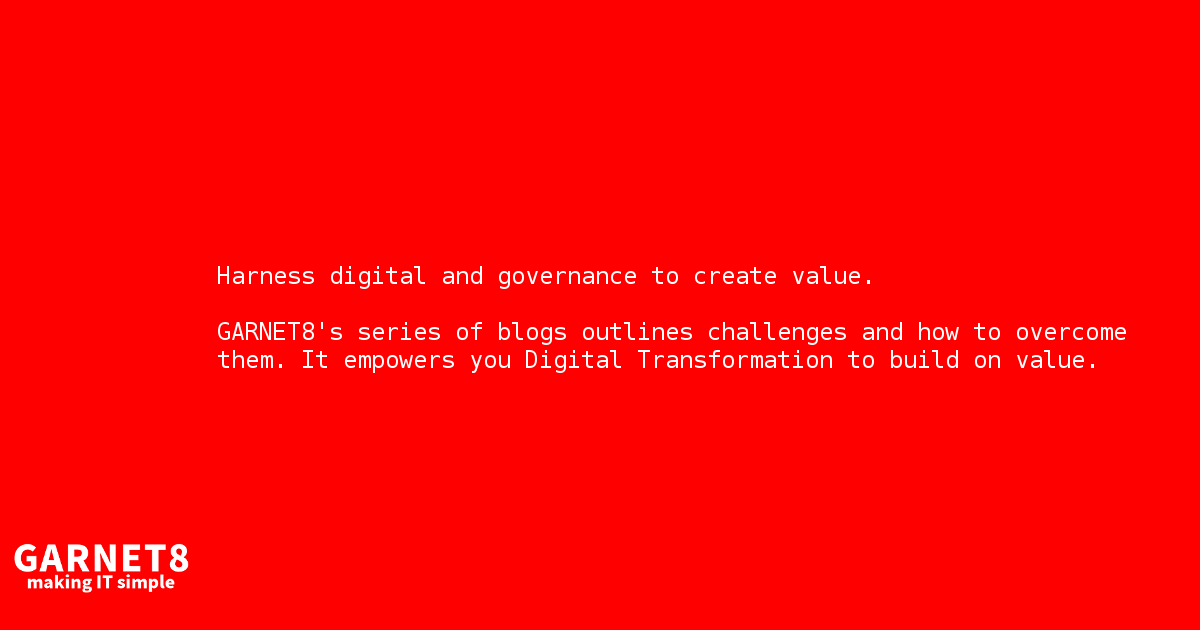 Harness digital and governance to create value.
GARNET8's series of blogs outlines challenges and how to overcome
them. It empowers you Digital Transformation to build on value.
GARNET8
making IT simple